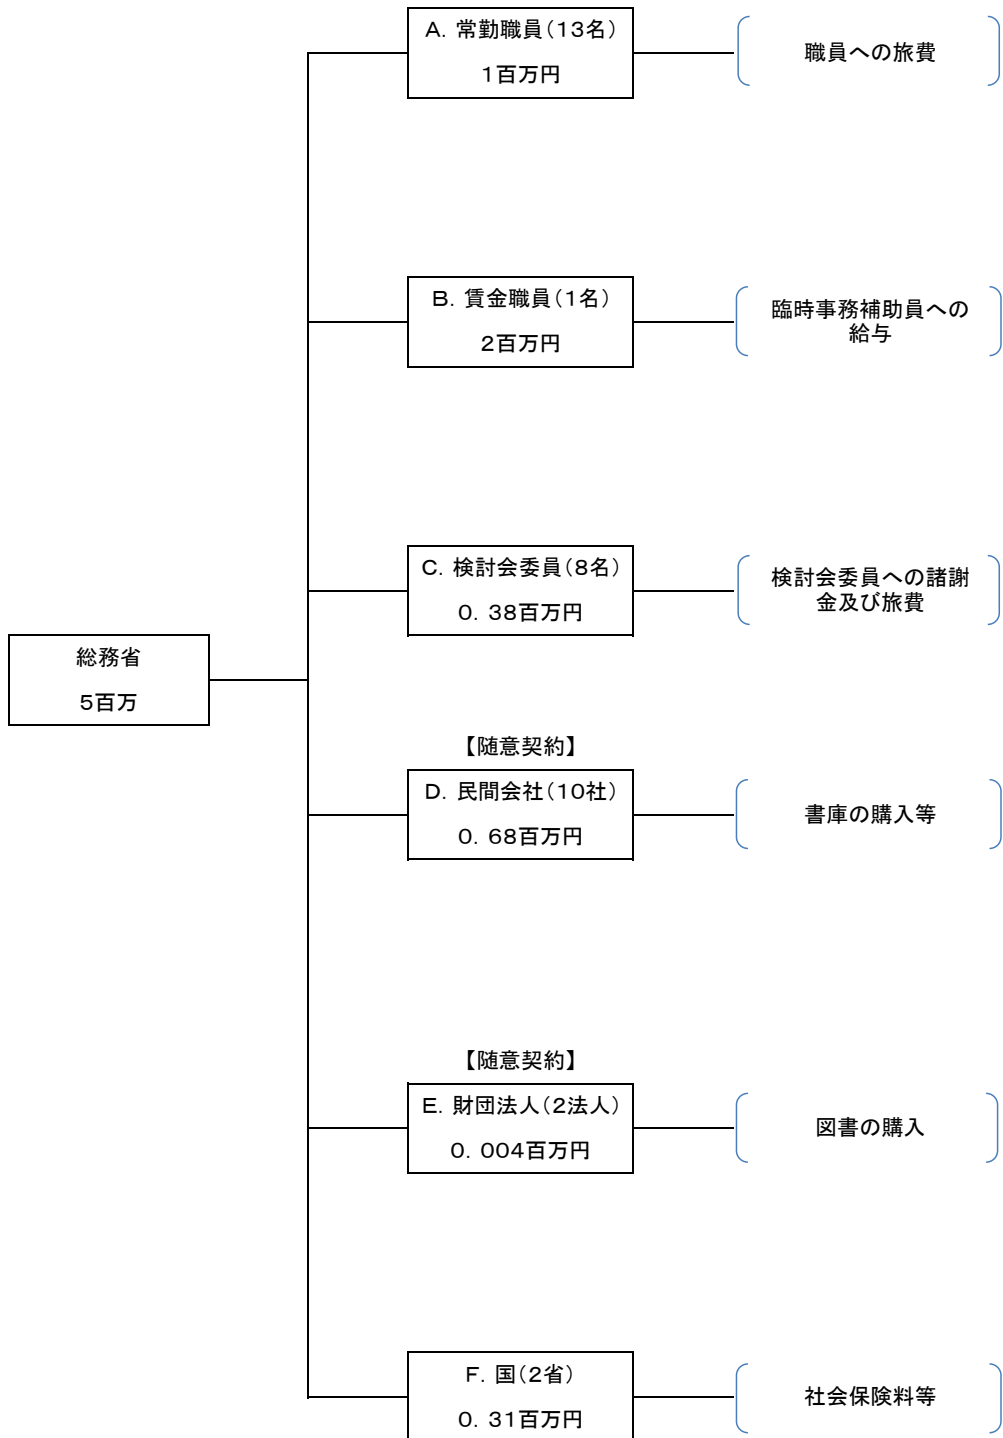 A．常勤職員（13名）
1百万円
職員への旅費
B．賃金職員（1名）
2百万円
臨時事務補助員への
給与
C．検討会委員（8名）
0．38百万円
検討会委員への諸謝
金及び旅費
総務省
5百万
【随意契約】
D．民間会社（10社）
0．68百万円
書庫の購入等
【随意契約】
E．財団法人（2法人）
0．004百万円
図書の購入
F．国（2省）
0．31百万円
社会保険料等